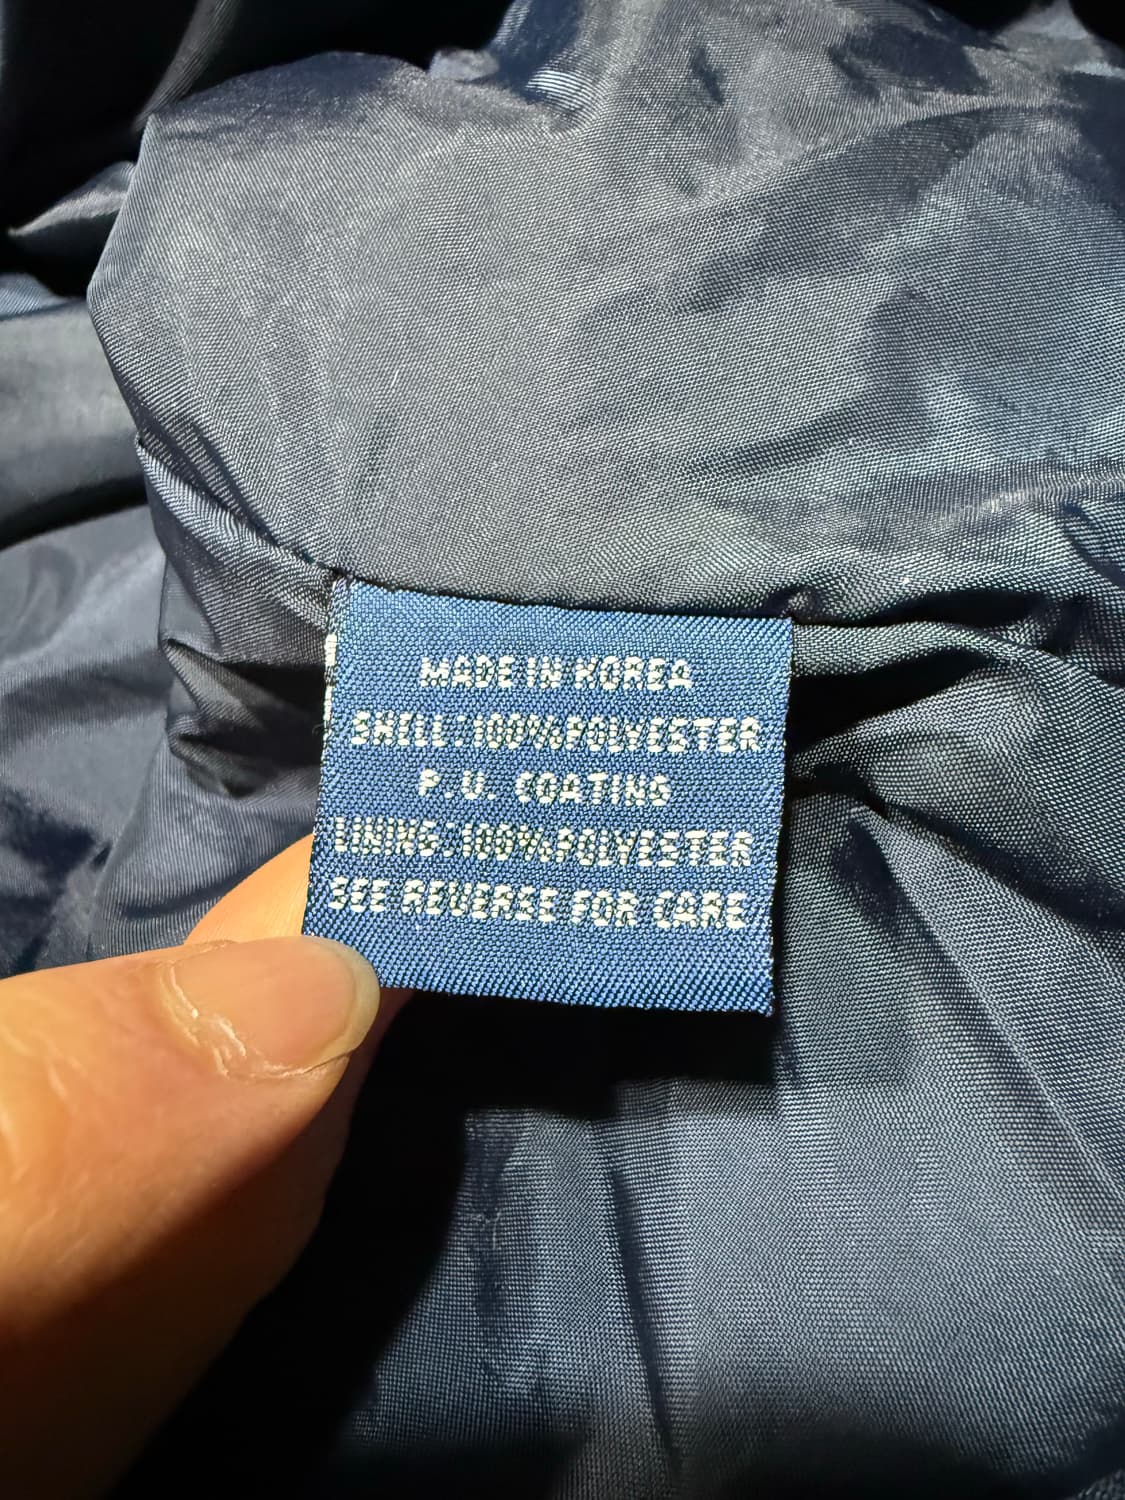 MADE IN KOREA
SHELL:100%POLYESTER
P.U. COATING
LINING:100%POLYESTER
SEE REVERSE FOR CARE